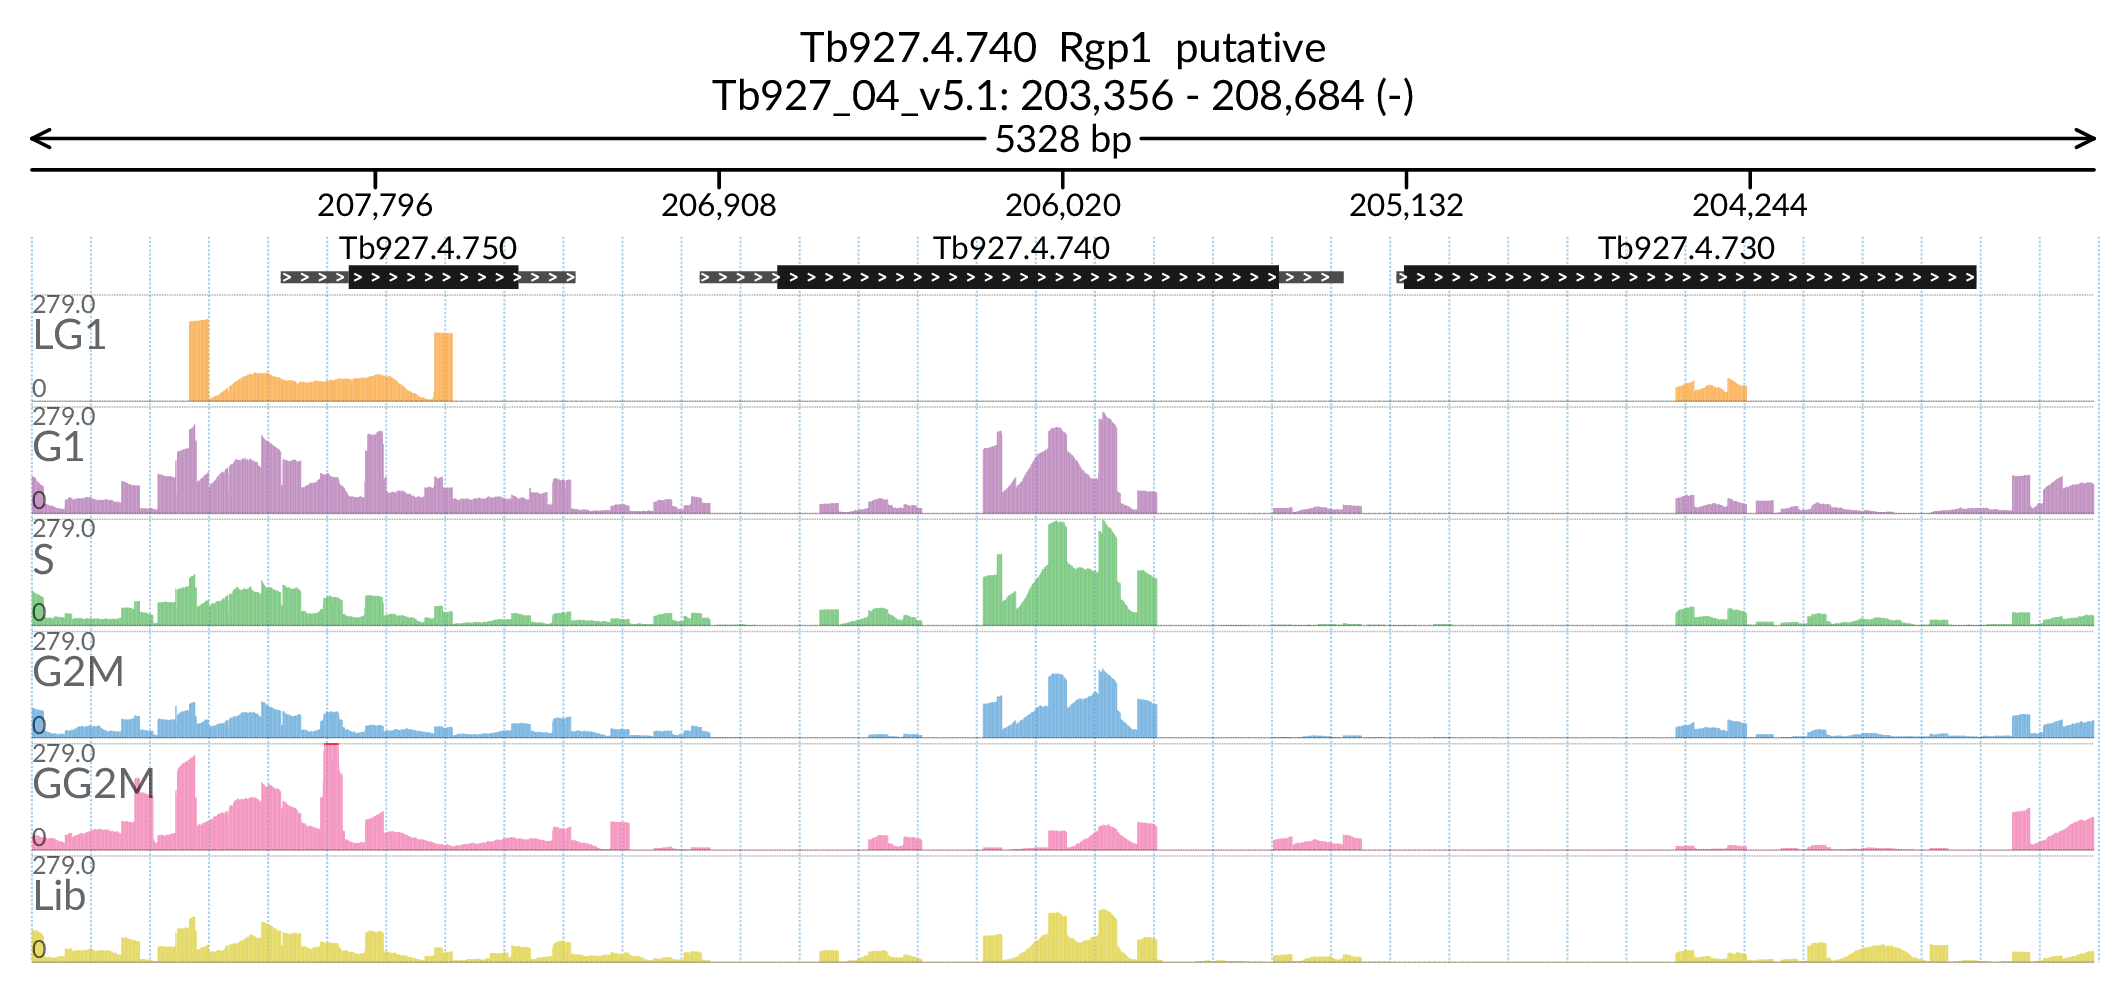 Tb927.4.740 Rgp1 putative
Tb927_04_v5.1: 203,356 - 208,684 (-)
5328 bp
207,796 206,908 206,020 205,132 204,244
Tb927.4.750 Tb927.4.740 Tb927.4.730
279.0
LG1
0
279.0
G1
0
279.0
S
0
279.0
G2M
0
279.0
GG2M
0
279.0
Lib
0